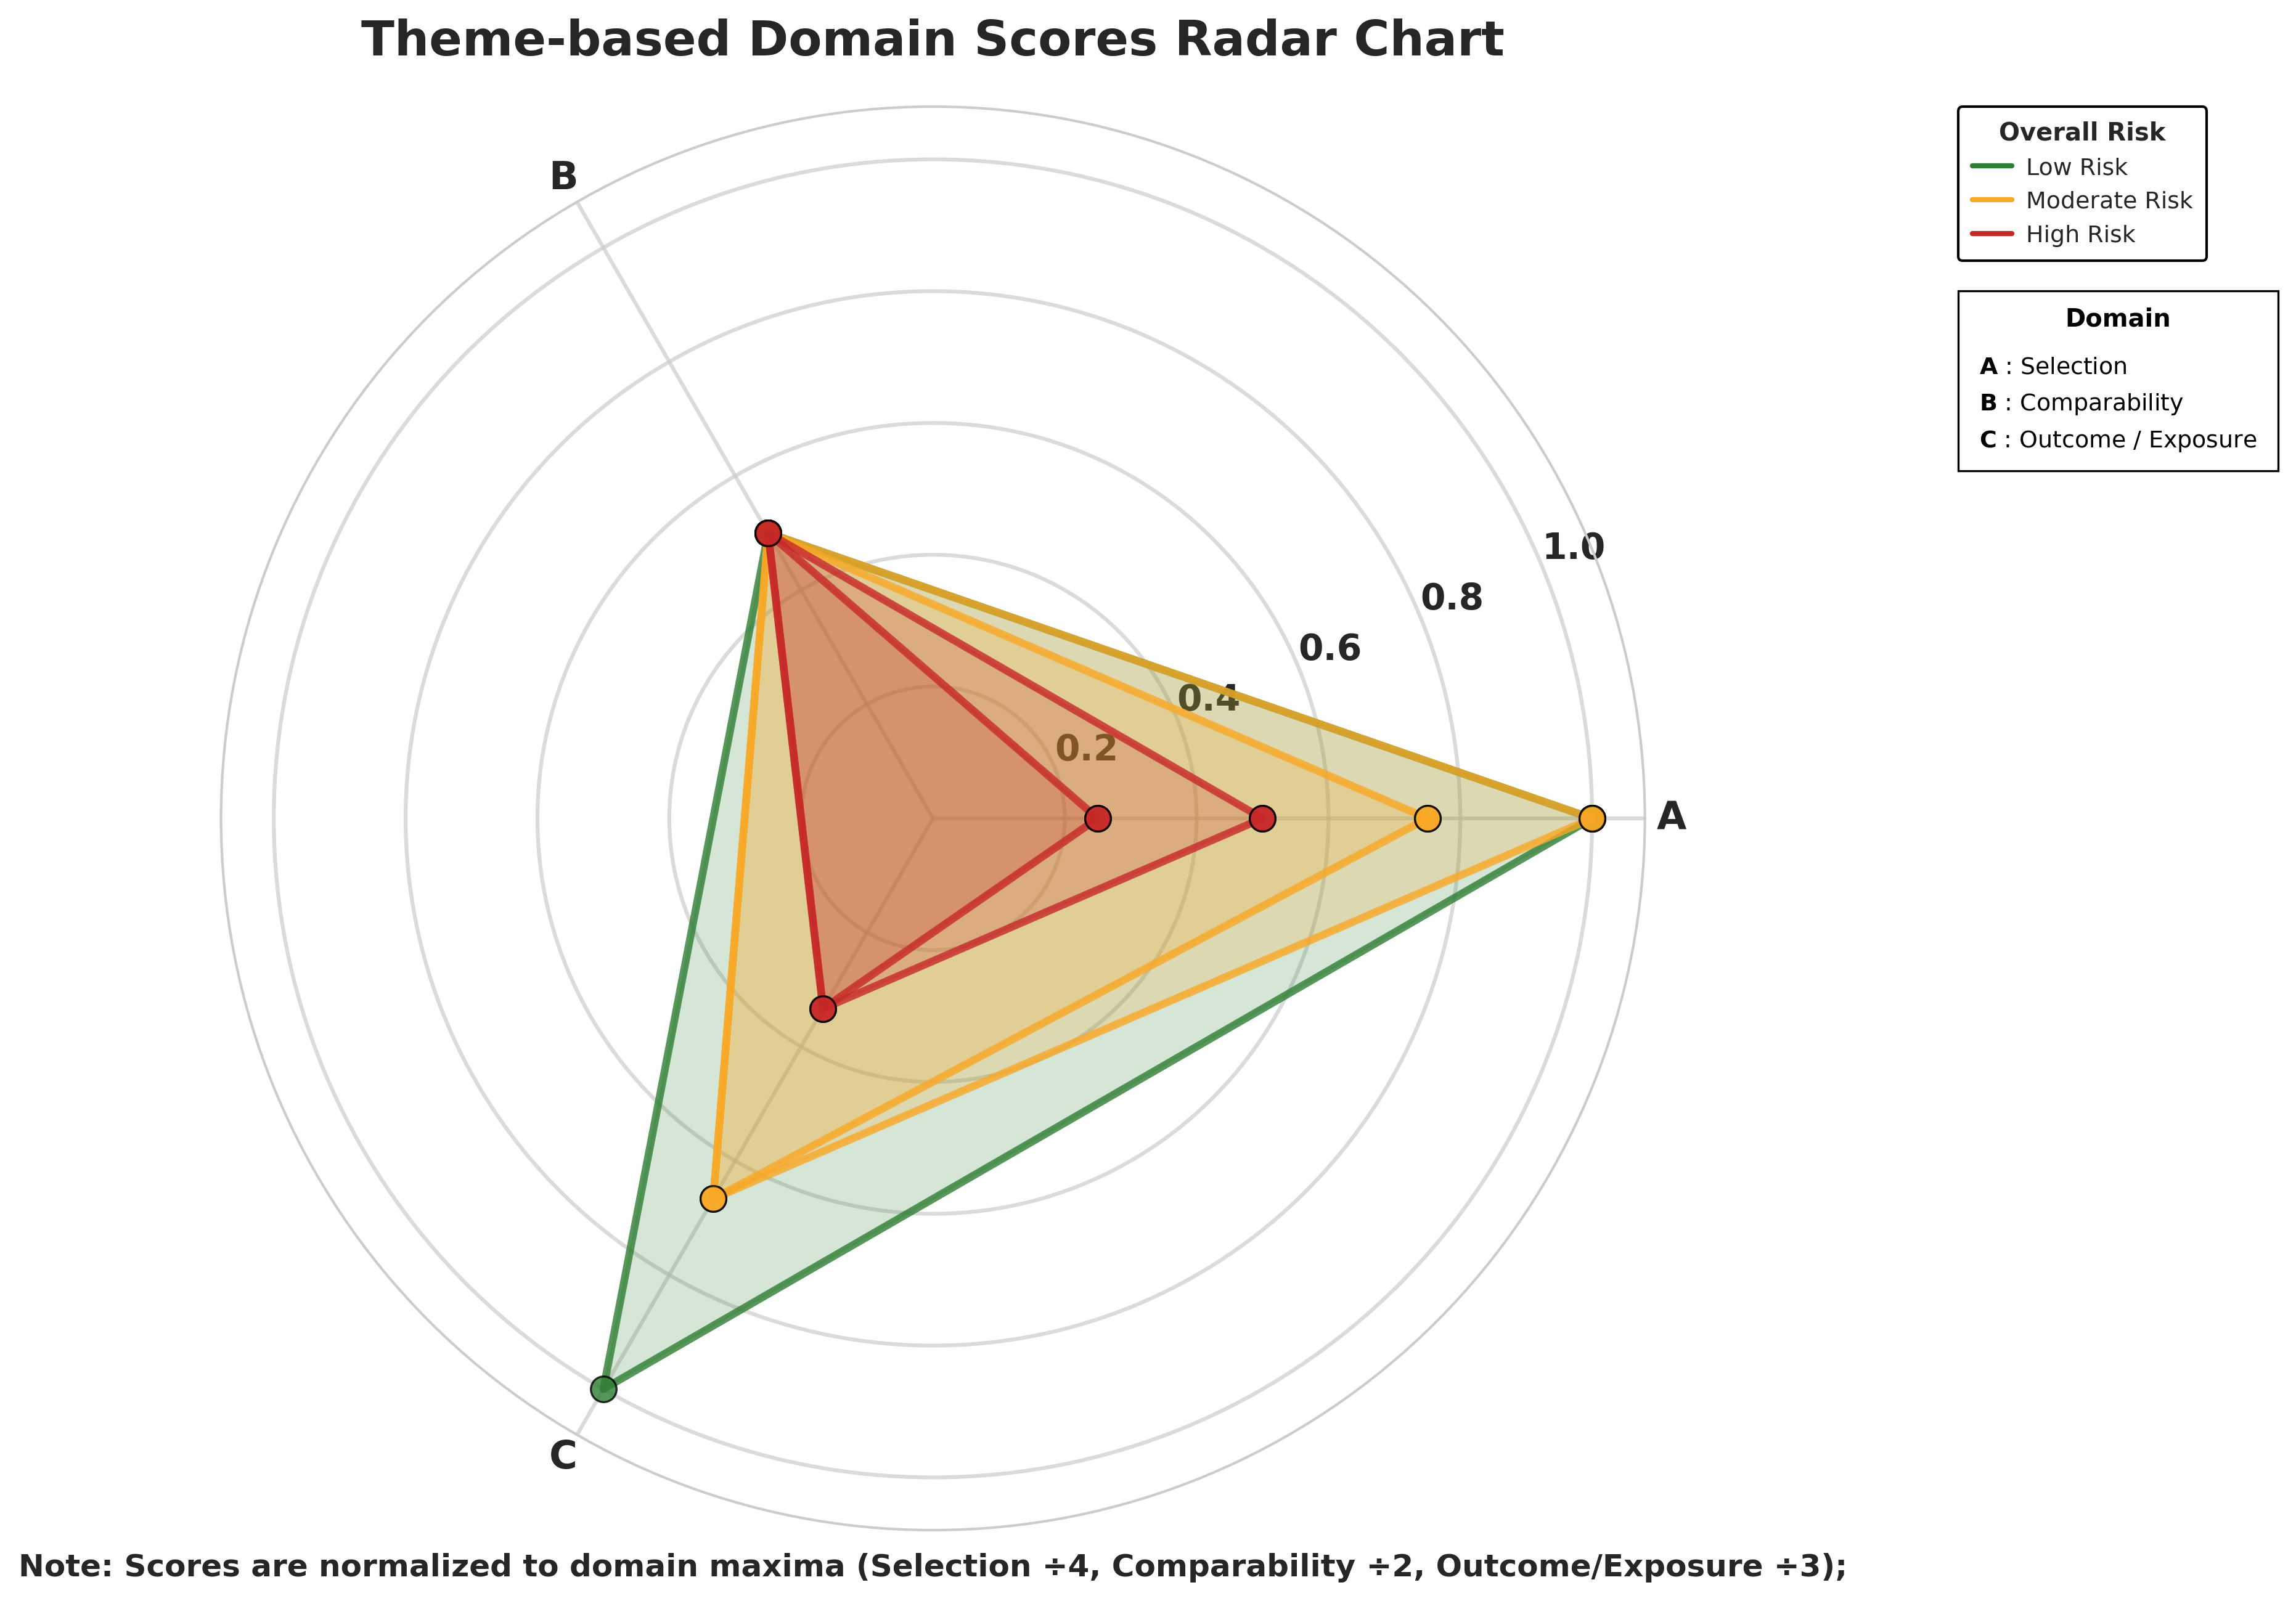 Theme-based Domain Scores Radar Chart
Overall Risk
Low Risk
Moderate Risk
High Risk
Domain
A : Selection
B : Comparability
C : Outcome / Exposure
B
1.0
0.8
0.6
0.4
0.2
A
C
Note: Scores are normalized to domain maxima (Selection ÷4, Comparability ÷2, Outcome/Exposure ÷3);